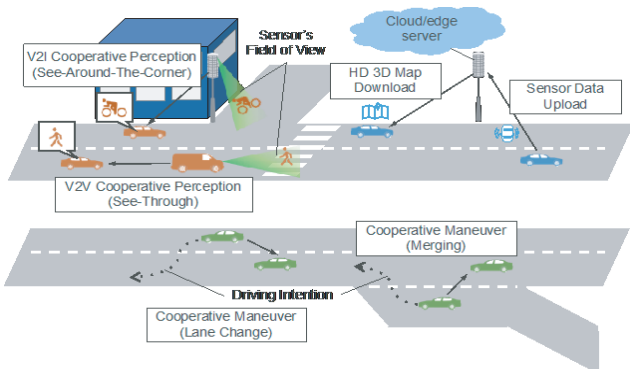 V2I Cooperative Perception
(See-Around-The-Corner)
Sensor's
Field of View
Cloud/edge
server
HD 3D Map
Download
Sensor Data
Upload
V2V Cooperative Perception
(See-Through)
Cooperative Maneuver
(Merging)
Driving Intention
Cooperative Maneuver
(Lane Change)